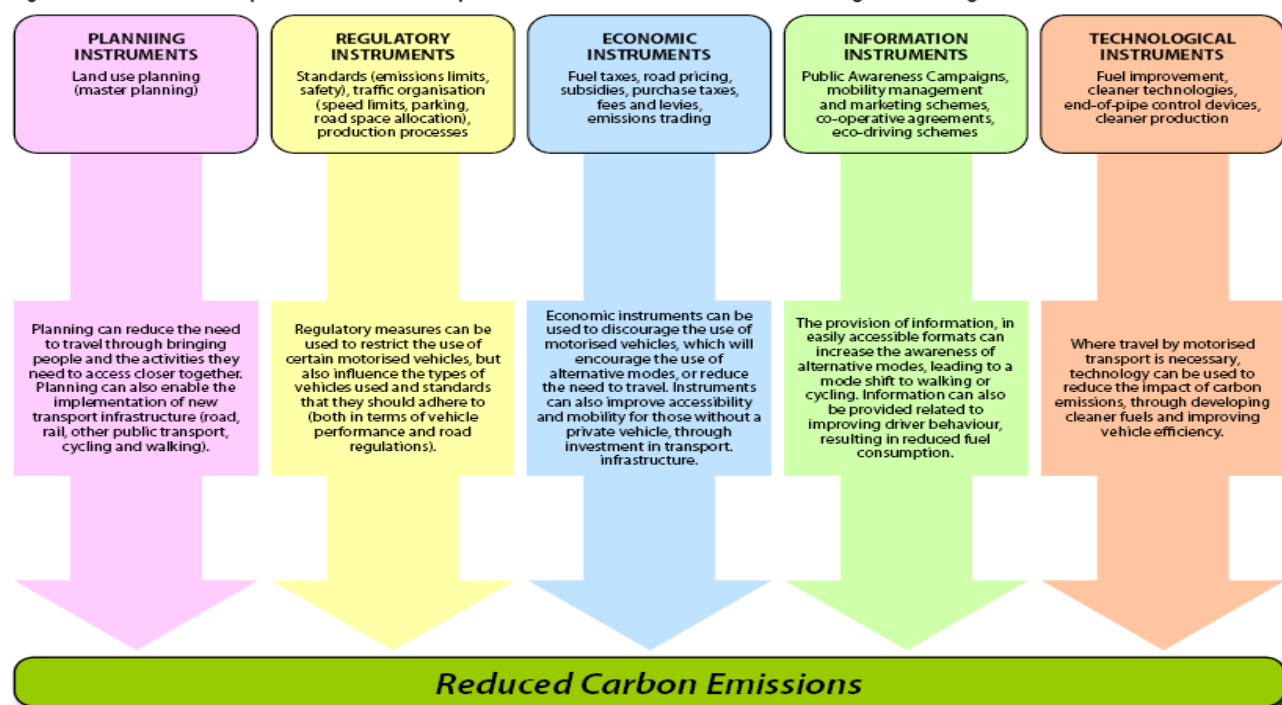 PLANNIING
INSTRUMENTS
Land use planning
(master planning)
REGULATORY
INSTRUMENTS
Standards (emissions limits,
safety), traffic organisation
(speed limits, parking,
road space allocation),
production processes
ECONOMIC
INSTRUMENTS
Fuel taxes, road pricing,
subsidies, purchase taxes,
fees and levies,
emissions trading
INFORMATION
INSTRUMENTS
Public Awareness Campaigns,
mobility management
and marketing schemes,
co-operative agreements,
eco-driving schemes
TECHNOLOGICAL
INSTRUMENTS
Fuel improvement,
cleaner technologies,
end-of-pipe control devices,
cleaner production
Planning can reduce the need
to travel through bringing
people and the activities they
need to access closer together.
Planning can also enable the
implementation of new
transport infrastructure (road,
rail, other public transport,
cycling and walking).
Regulatory measures can be
used to restrict the use of
certain motorised vehicles, but
also influence the types of
vehicles used and standards
that they should adhere to
(both in terms of vehicle
performance and road
regulations).
Economic instruments can be
used to discourage the use of
motorised vehicles, which will
encourage the use of
alternative modes, or reduce
the need to travel. Instruments
can also improve accessibility
and mobility for those without a
private vehicle, through
investment in transport.
infrastructure.
The provision of information, in
easily accessible formats can
increase the awareness of
alternative modes, leading to a
mode shift to walking or
cycling. Information can also
be provided related to
improving driver behaviour,
resulting in reduced fuel
consumption.
Where travel by motorised
transport is necessary,
technology can be used to
reduce the impact of carbon
emissions, through developing
cleaner fuels and improving
vehicle efficiency.
Reduced Carbon Emissions